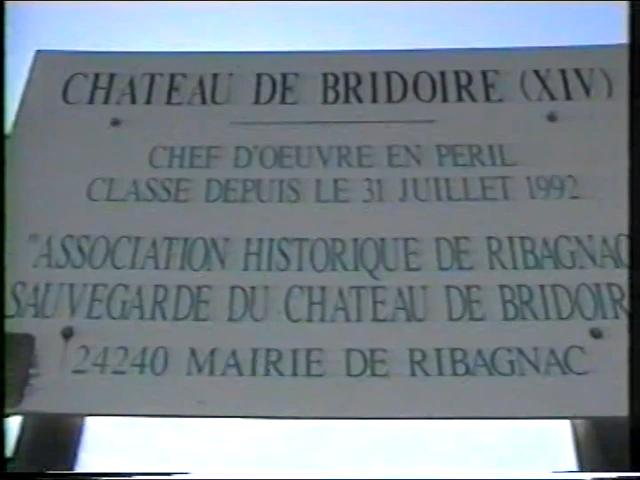 CHATEAU DE BRIDOIRE (XIV)
CHEF D'OEUVRE EN PERIL
CLASSE DEPUIS LE 31 JUILLET 1992
"ASSOCIATION HISTORIQUE DE RIBAGNAC
SAUVEGARDE DU CHATEAU DE BRIDOIR
24240 MAIRIE DE RIBAGNAC